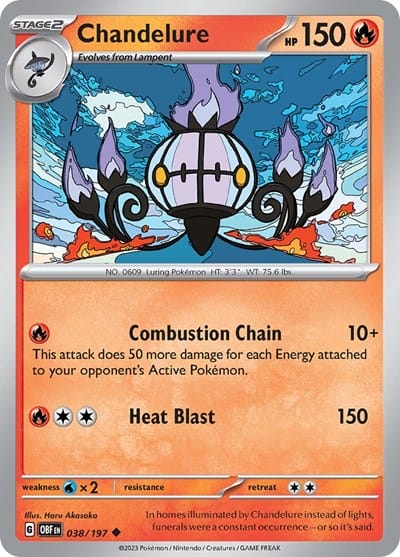 STAGE2
Chandelure
HP 150
Evolves from Lampent
NO. 0609 Luring Pokémon HT: 3'3" WT: 75.6 lbs.
Combustion Chain 10+
This attack does 50 more damage for each Energy attached
to your opponent's Active Pokémon.
Heat Blast 150
weakness ×2 resistance retreat
Illus. Haru Akasaka
G OBF EN 038/197
In homes illuminated by Chandelure instead of lights,
funerals were a constant occurrence—or so it's said.
©2023 Pokémon / Nintendo / Creatures / GAME FREAK